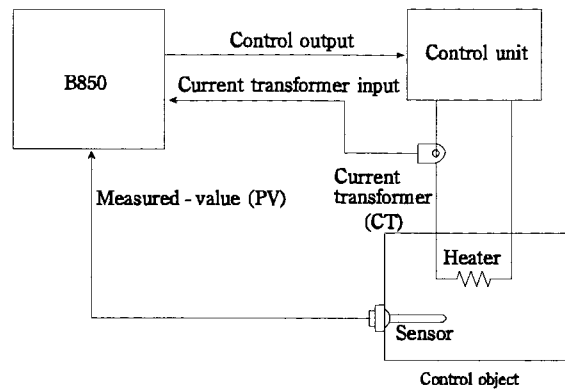 Control output
Control unit
B850
Current transformer input
Current
transformer
(CT)
Measured - value (PV)
Heater
Sensor
Control object